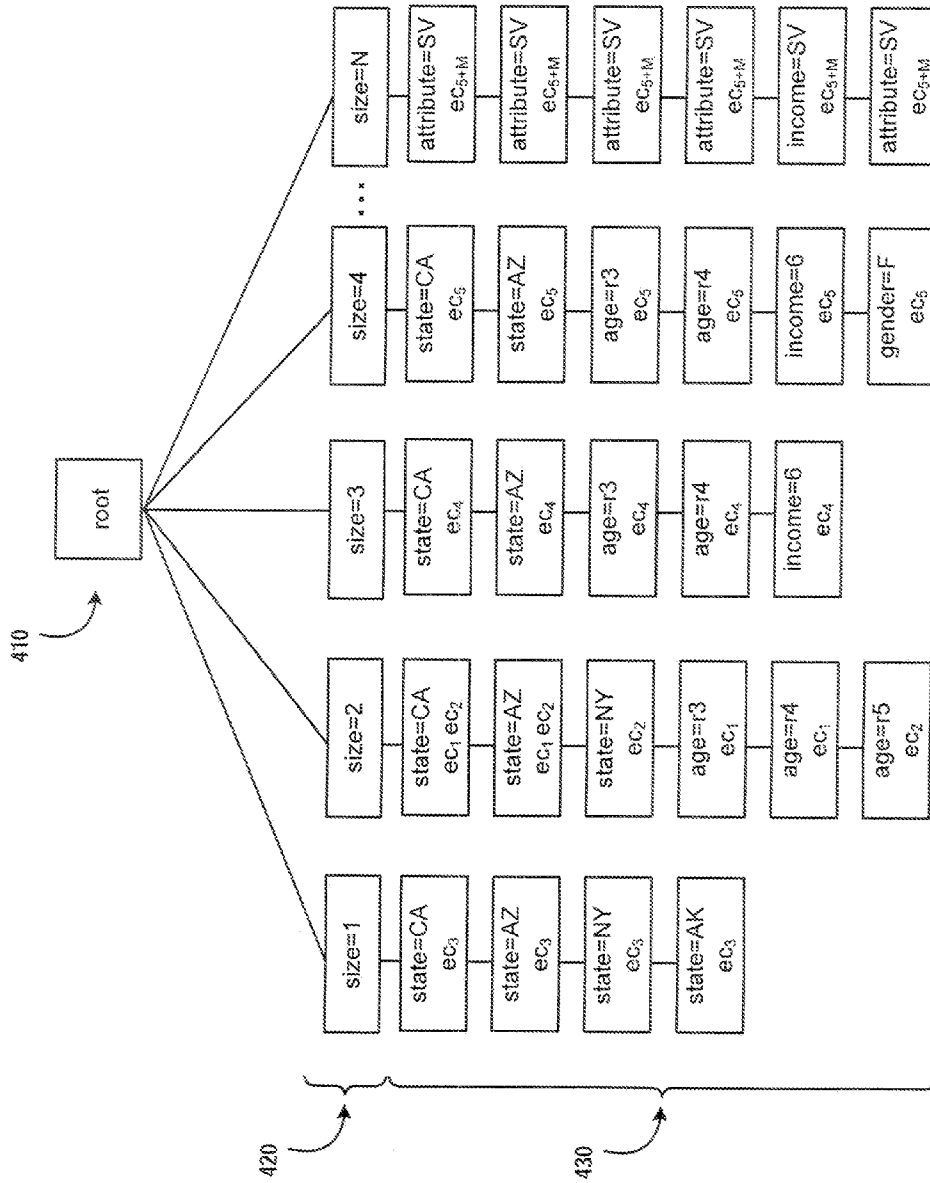 410
root
420
430
size=1
state=CA
ec₃
state=AZ
ec₃
state=NY
ec₃
state=AK
ec₃
size=2
state=CA
ec₁ ec₂
state=AZ
ec₁ ec₂
state=NY
ec₂
age=r3
ec₁
age=r4
ec₁
age=r5
ec₂
size=3
state=CA
ec₄
state=AZ
ec₄
age=r3
ec₄
age=r4
ec₄
income=6
ec₄
size=4
state=CA
ec₅
state=AZ
ec₅
age=r3
ec₅
age=r4
ec₅
income=6
ec₅
gender=F
ec₅
...
size=N
attribute=SV
ec₅₊M
attribute=SV
ec₅₊M
attribute=SV
ec₅₊M
attribute=SV
ec₅₊M
income=SV
ec₅₊M
attribute=SV
ec₅₊M